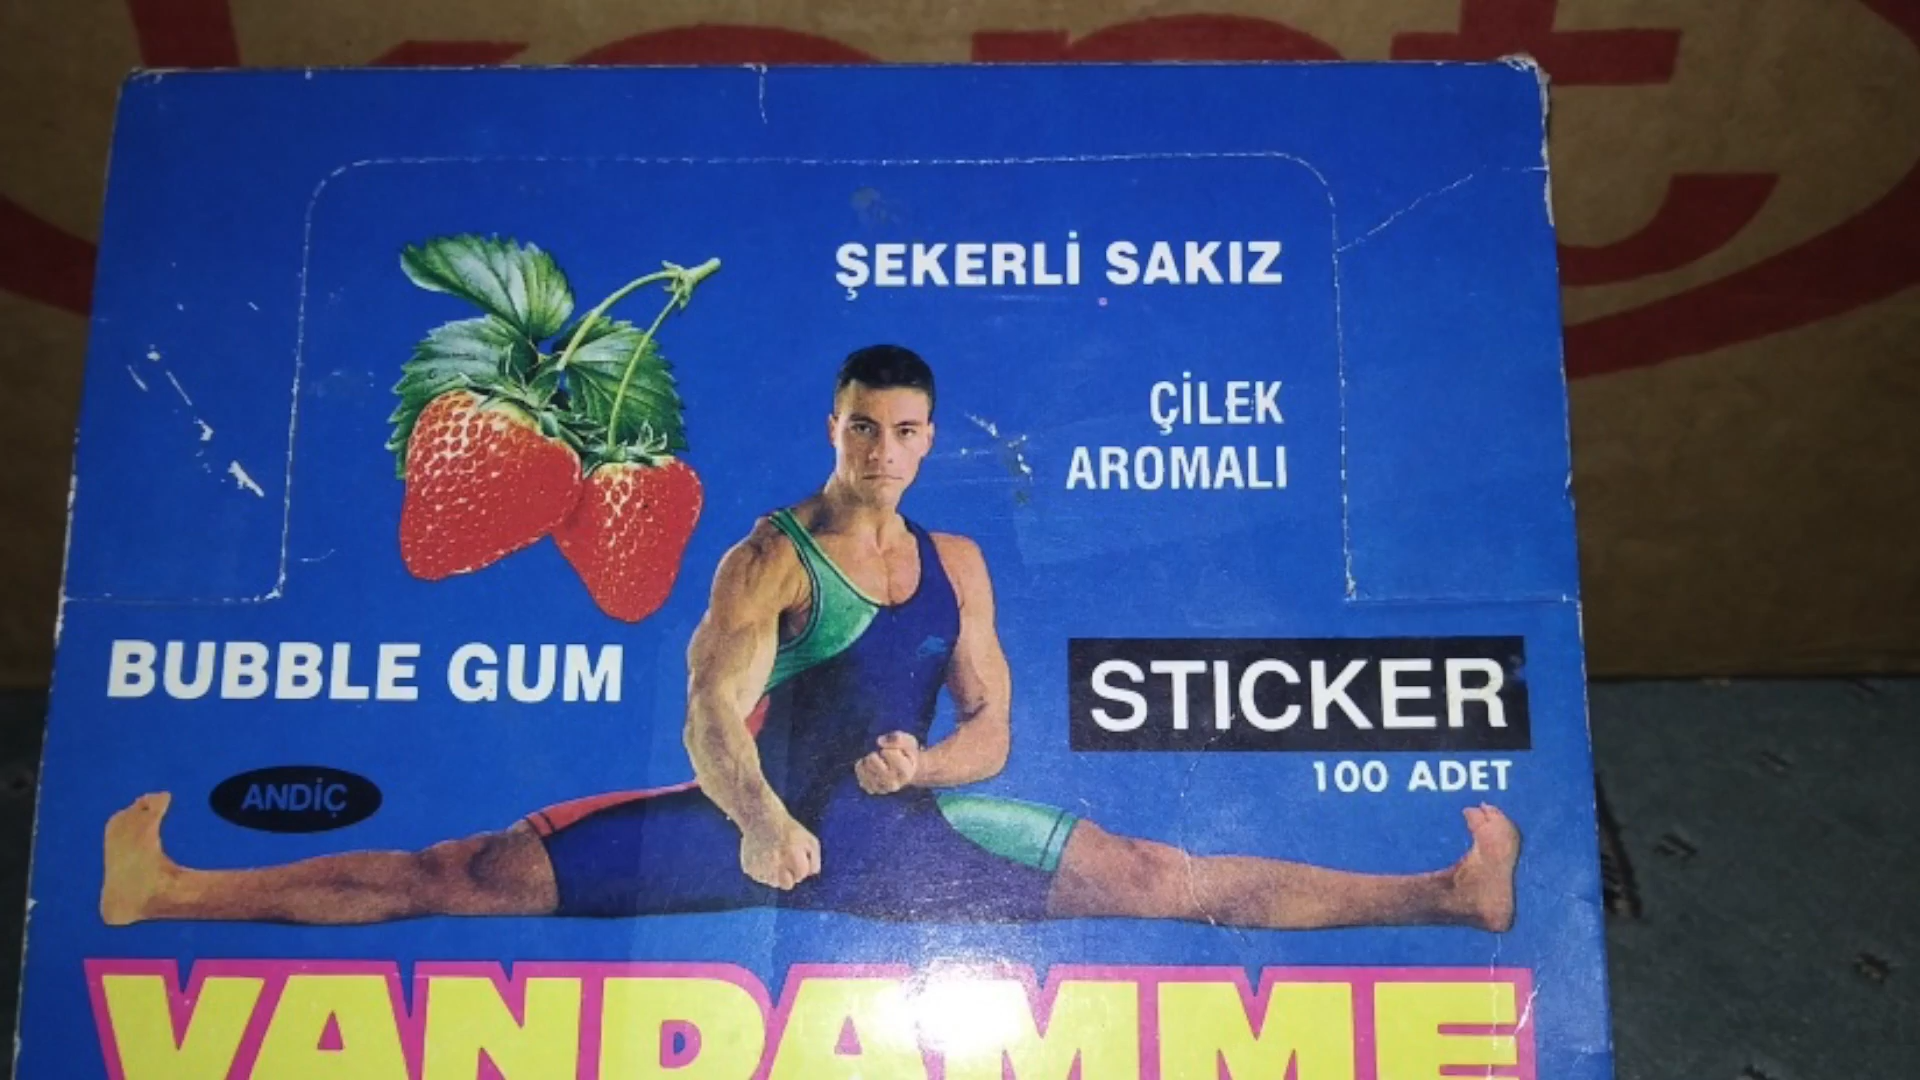 ŞEKERLİ SAKIZ
ÇİLEK
AROMALI
BUBBLE GUM
STICKER
100 ADET
ANDİÇ
VANDAMME